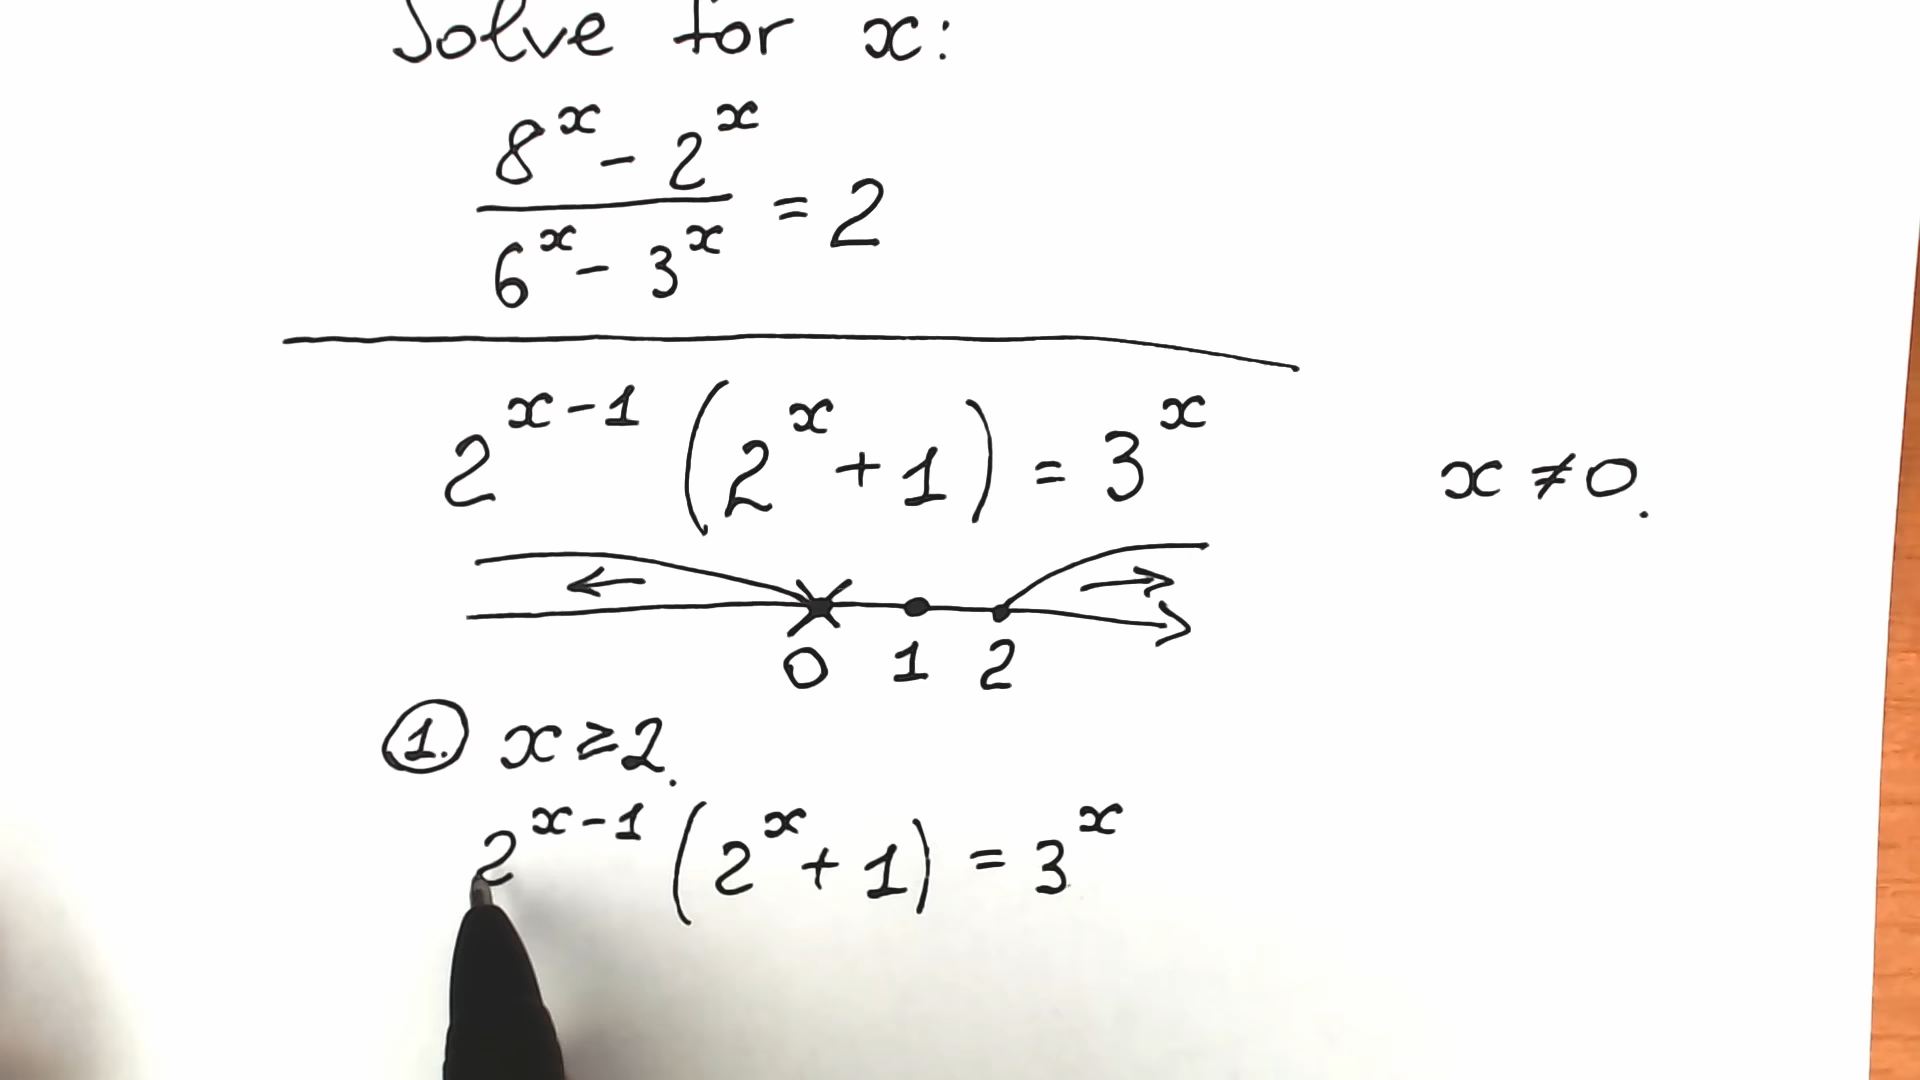 Solve for x:
8^x - 2^x
6^x - 3^x = 2
2^{x-1} (2^x + 1) = 3^x x ≠ 0.
0 1 2
1. x ≥ 2.
2^{x-1} (2^x + 1) = 3^x